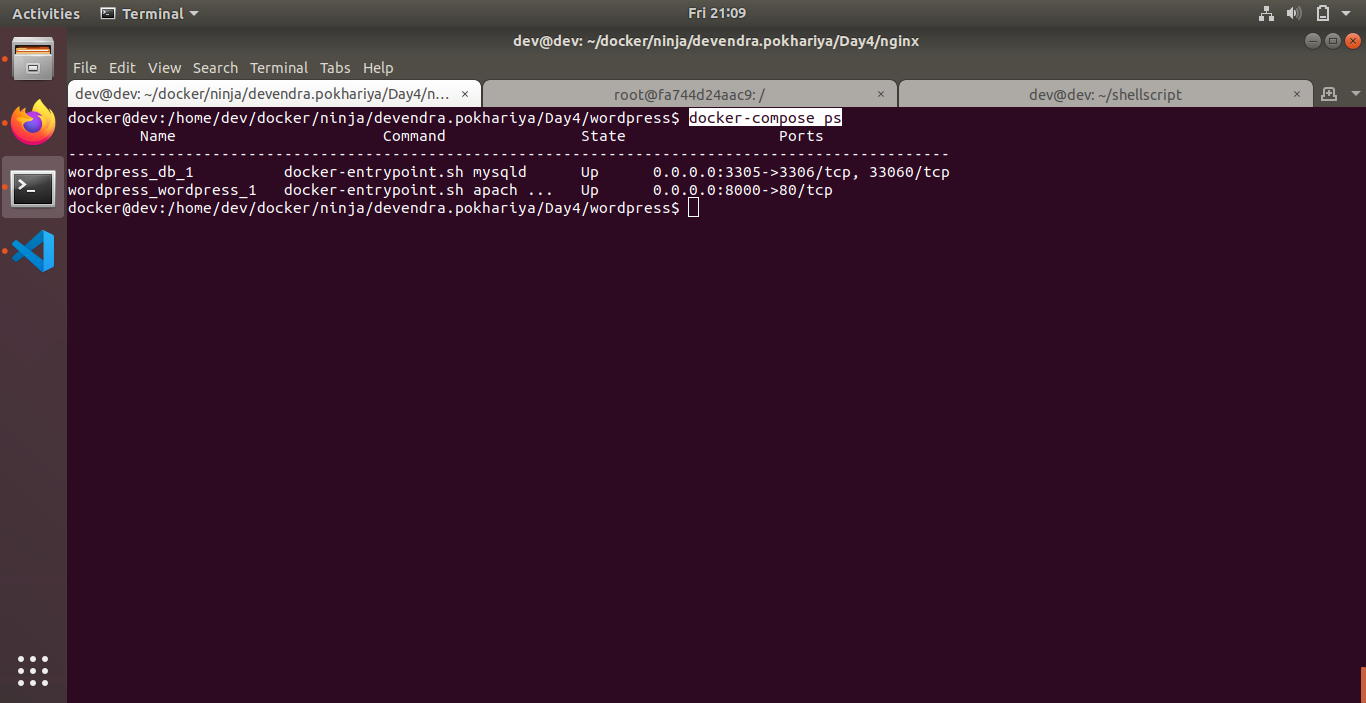 Activities Terminal Fri 21:09
dev@dev: ~/docker/ninja/devendra.pokhariya/Day4/nginx
File Edit View Search Terminal Tabs Help
dev@dev: ~/docker/ninja/devendra.pokhariya/Day4/n... × root@fa744d24aac9: / × dev@dev: ~/shellscript ×
docker@dev:/home/dev/docker/ninja/devendra.pokhariya/Day4/wordpress$ docker-compose ps
        Name                       Command               State                 Ports
--------------------------------------------------------------------------------------------------
wordpress_db_1          docker-entrypoint.sh mysqld      Up      0.0.0.0:3305->3306/tcp, 33060/tcp
wordpress_wordpress_1   docker-entrypoint.sh apach ...   Up      0.0.0.0:8000->80/tcp
docker@dev:/home/dev/docker/ninja/devendra.pokhariya/Day4/wordpress$